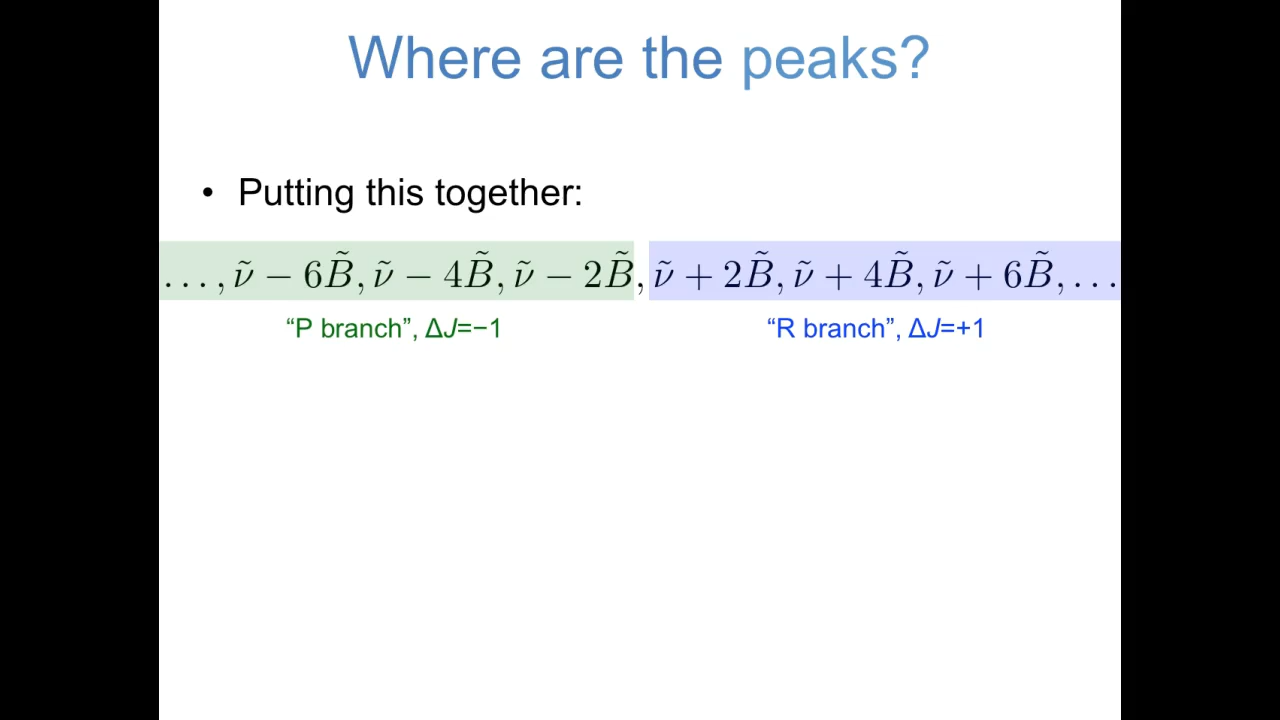 Where are the peaks?
• Putting this together:
..., ν̃ − 6B̃, ν̃ − 4B̃, ν̃ − 2B̃, ν̃ + 2B̃, ν̃ + 4B̃, ν̃ + 6B̃, ...
“P branch”, ΔJ=−1 “R branch”, ΔJ=+1